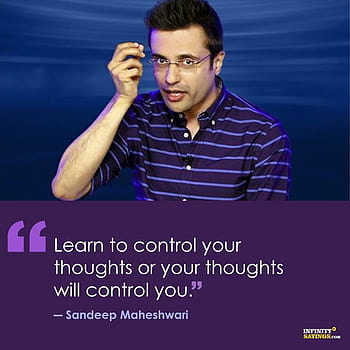 “
Learn to control your
thoughts or your thoughts
will control you.”
— Sandeep Maheshwari
INFINITY
SAYINGS.COM